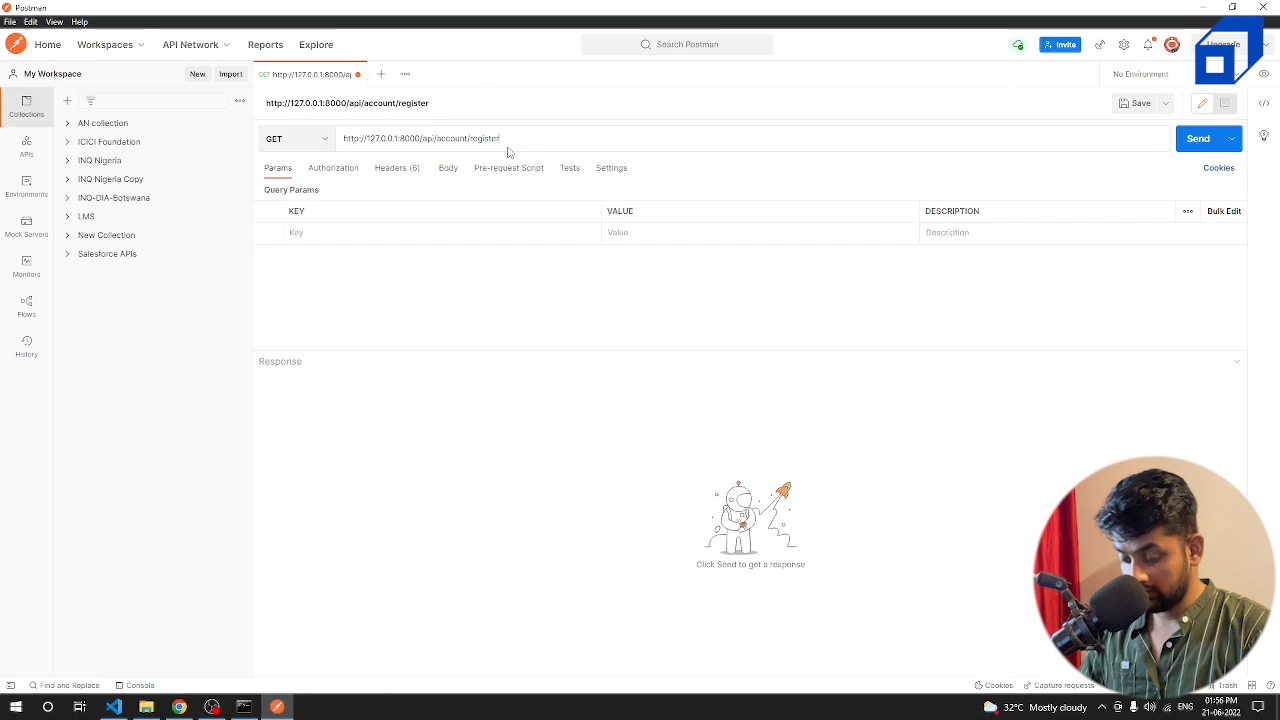 Postman
File Edit View Help
Home Workspaces API Network Reports Explore Search Postman Invite Upgrade
My Workspace New Import GET http://127.0.0.1:8000/ap No Environment
Collections
APIs
Environments
Mock Servers
Monitors
Flows
History
AN collection
ICICI Foundation
INQ Nigeria
INQ Nigeria Copy
INQ-DIA-Botswana
LMS
New Collection
Salesforce APIs
http://127.0.0.1:8000/api/account/register Save
GET http://127.0.0.1:8000/api/account/register Send
Params Authorization Headers (6) Body Pre-request Script Tests Settings Cookies
Query Params
KEY VALUE DESCRIPTION Bulk Edit
Key Value Description
Response
Click Send to get a response
Find and Replace Console Cookies Capture requests Trash
32°C Mostly cloudy ENG 01:56 PM
21-06-2022